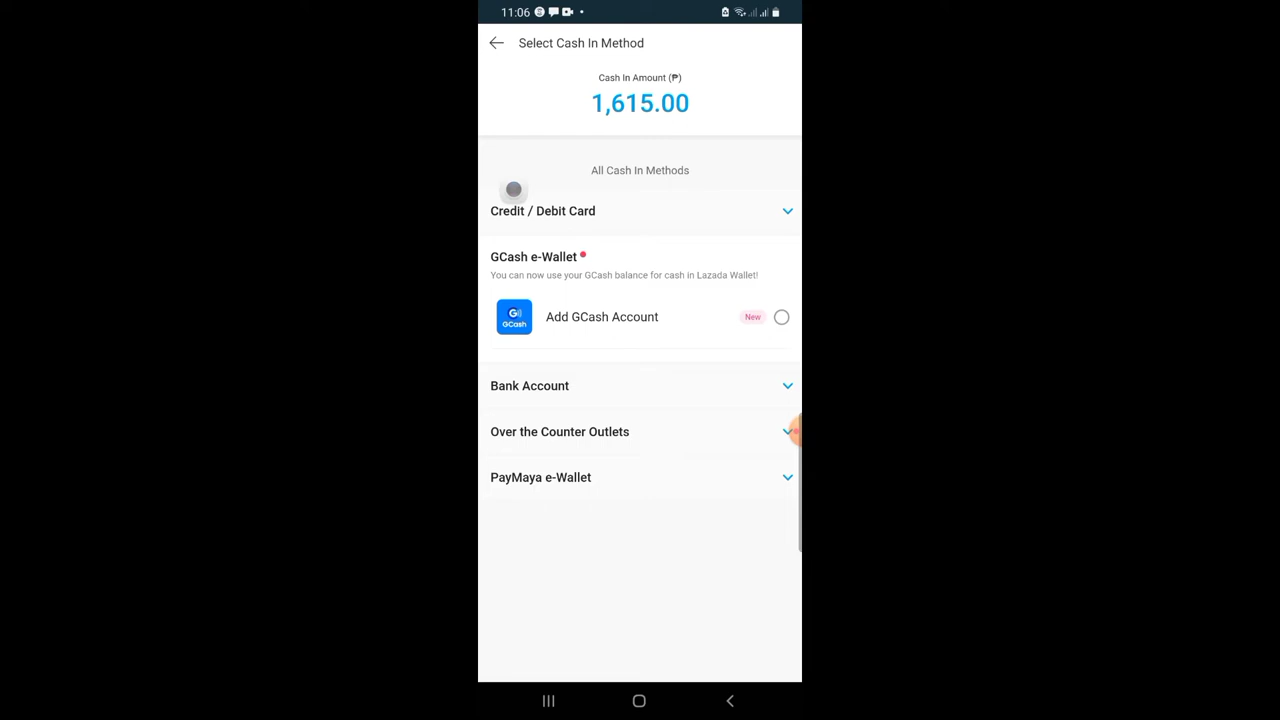 11:06
Select Cash In Method
Cash In Amount (₱)
1,615.00
All Cash In Methods
Credit / Debit Card
GCash e-Wallet
You can now use your GCash balance for cash in Lazada Wallet!
G
GCash
Add GCash Account
New
Bank Account
Over the Counter Outlets
PayMaya e-Wallet